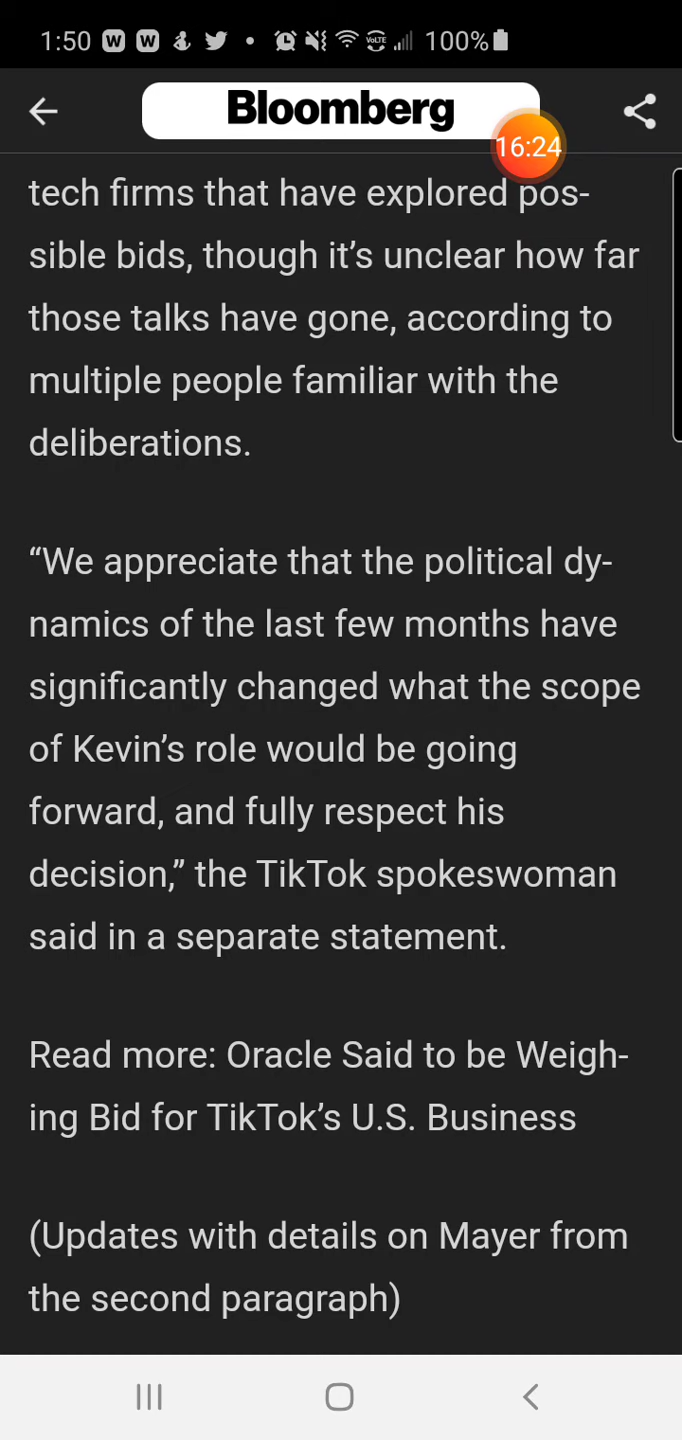 1:50 W W VoLTE 100%
Bloomberg
16:24
tech firms that have explored pos-
sible bids, though it’s unclear how far
those talks have gone, according to
multiple people familiar with the
deliberations.
“We appreciate that the political dy-
namics of the last few months have
significantly changed what the scope
of Kevin’s role would be going
forward, and fully respect his
decision,” the TikTok spokeswoman
said in a separate statement.
Read more: Oracle Said to be Weigh-
ing Bid for TikTok’s U.S. Business
(Updates with details on Mayer from
the second paragraph)